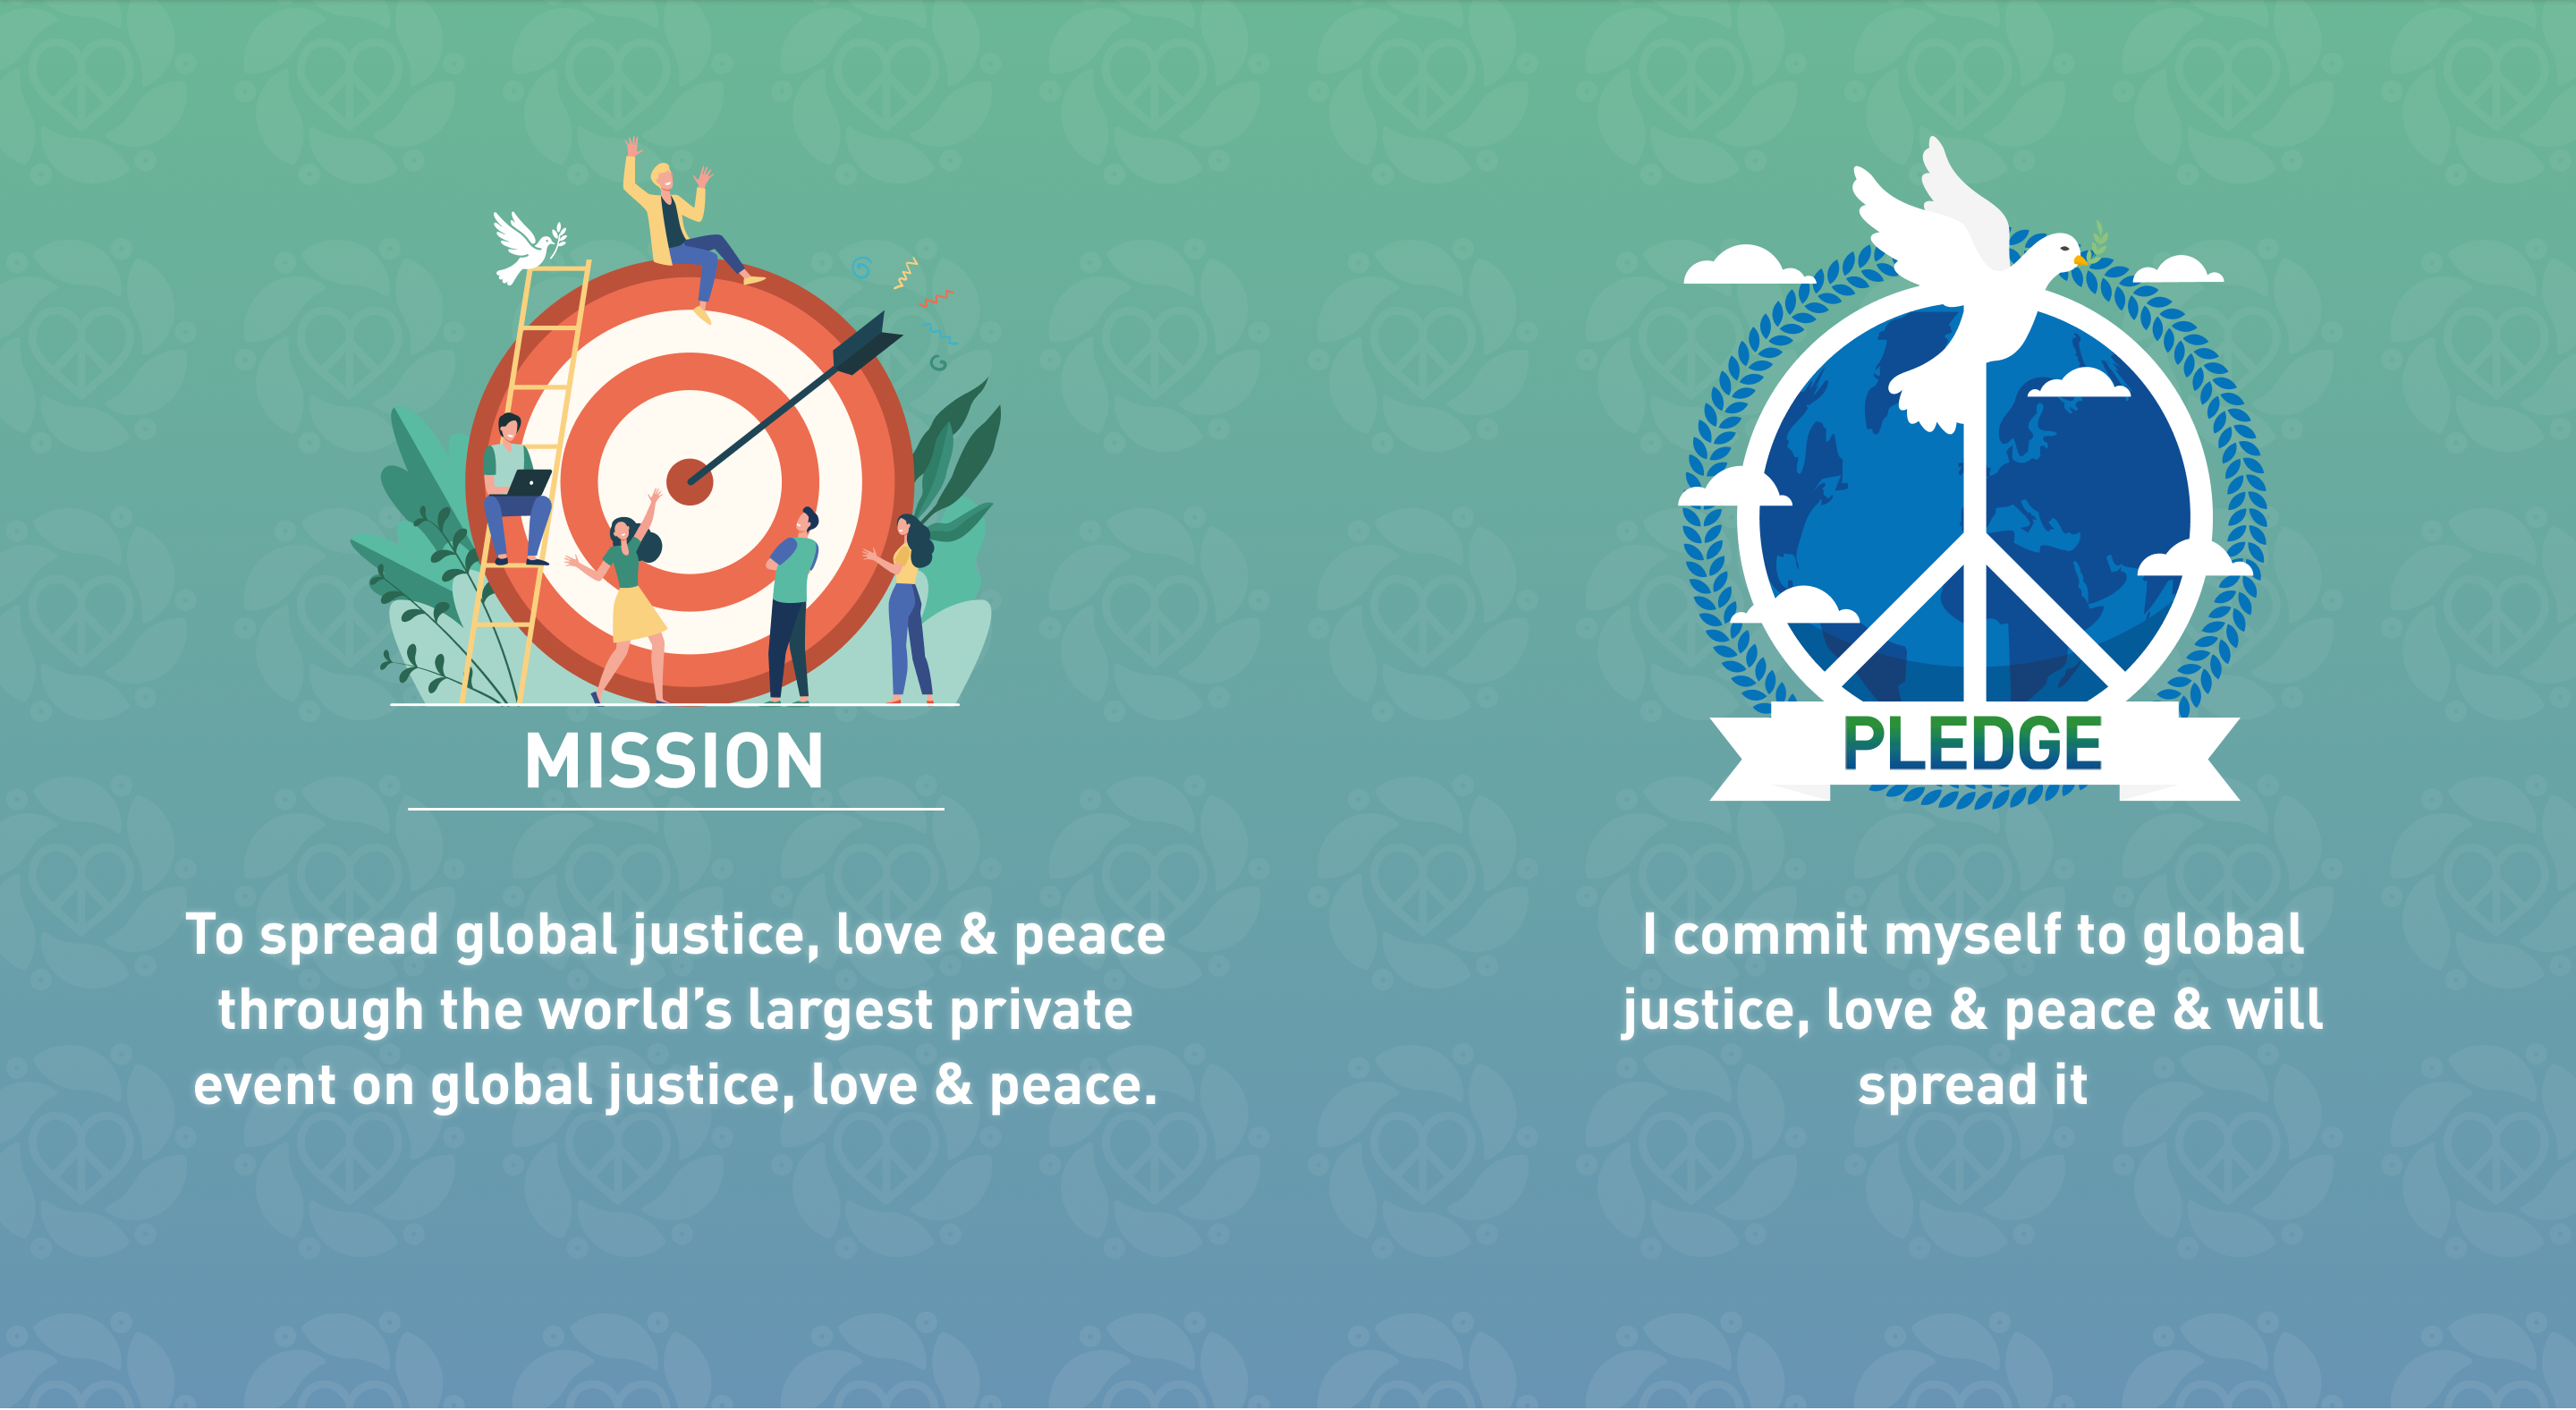 MISSION
To spread global justice, love & peace
through the world’s largest private
event on global justice, love & peace.
PLEDGE
I commit myself to global
justice, love & peace & will
spread it